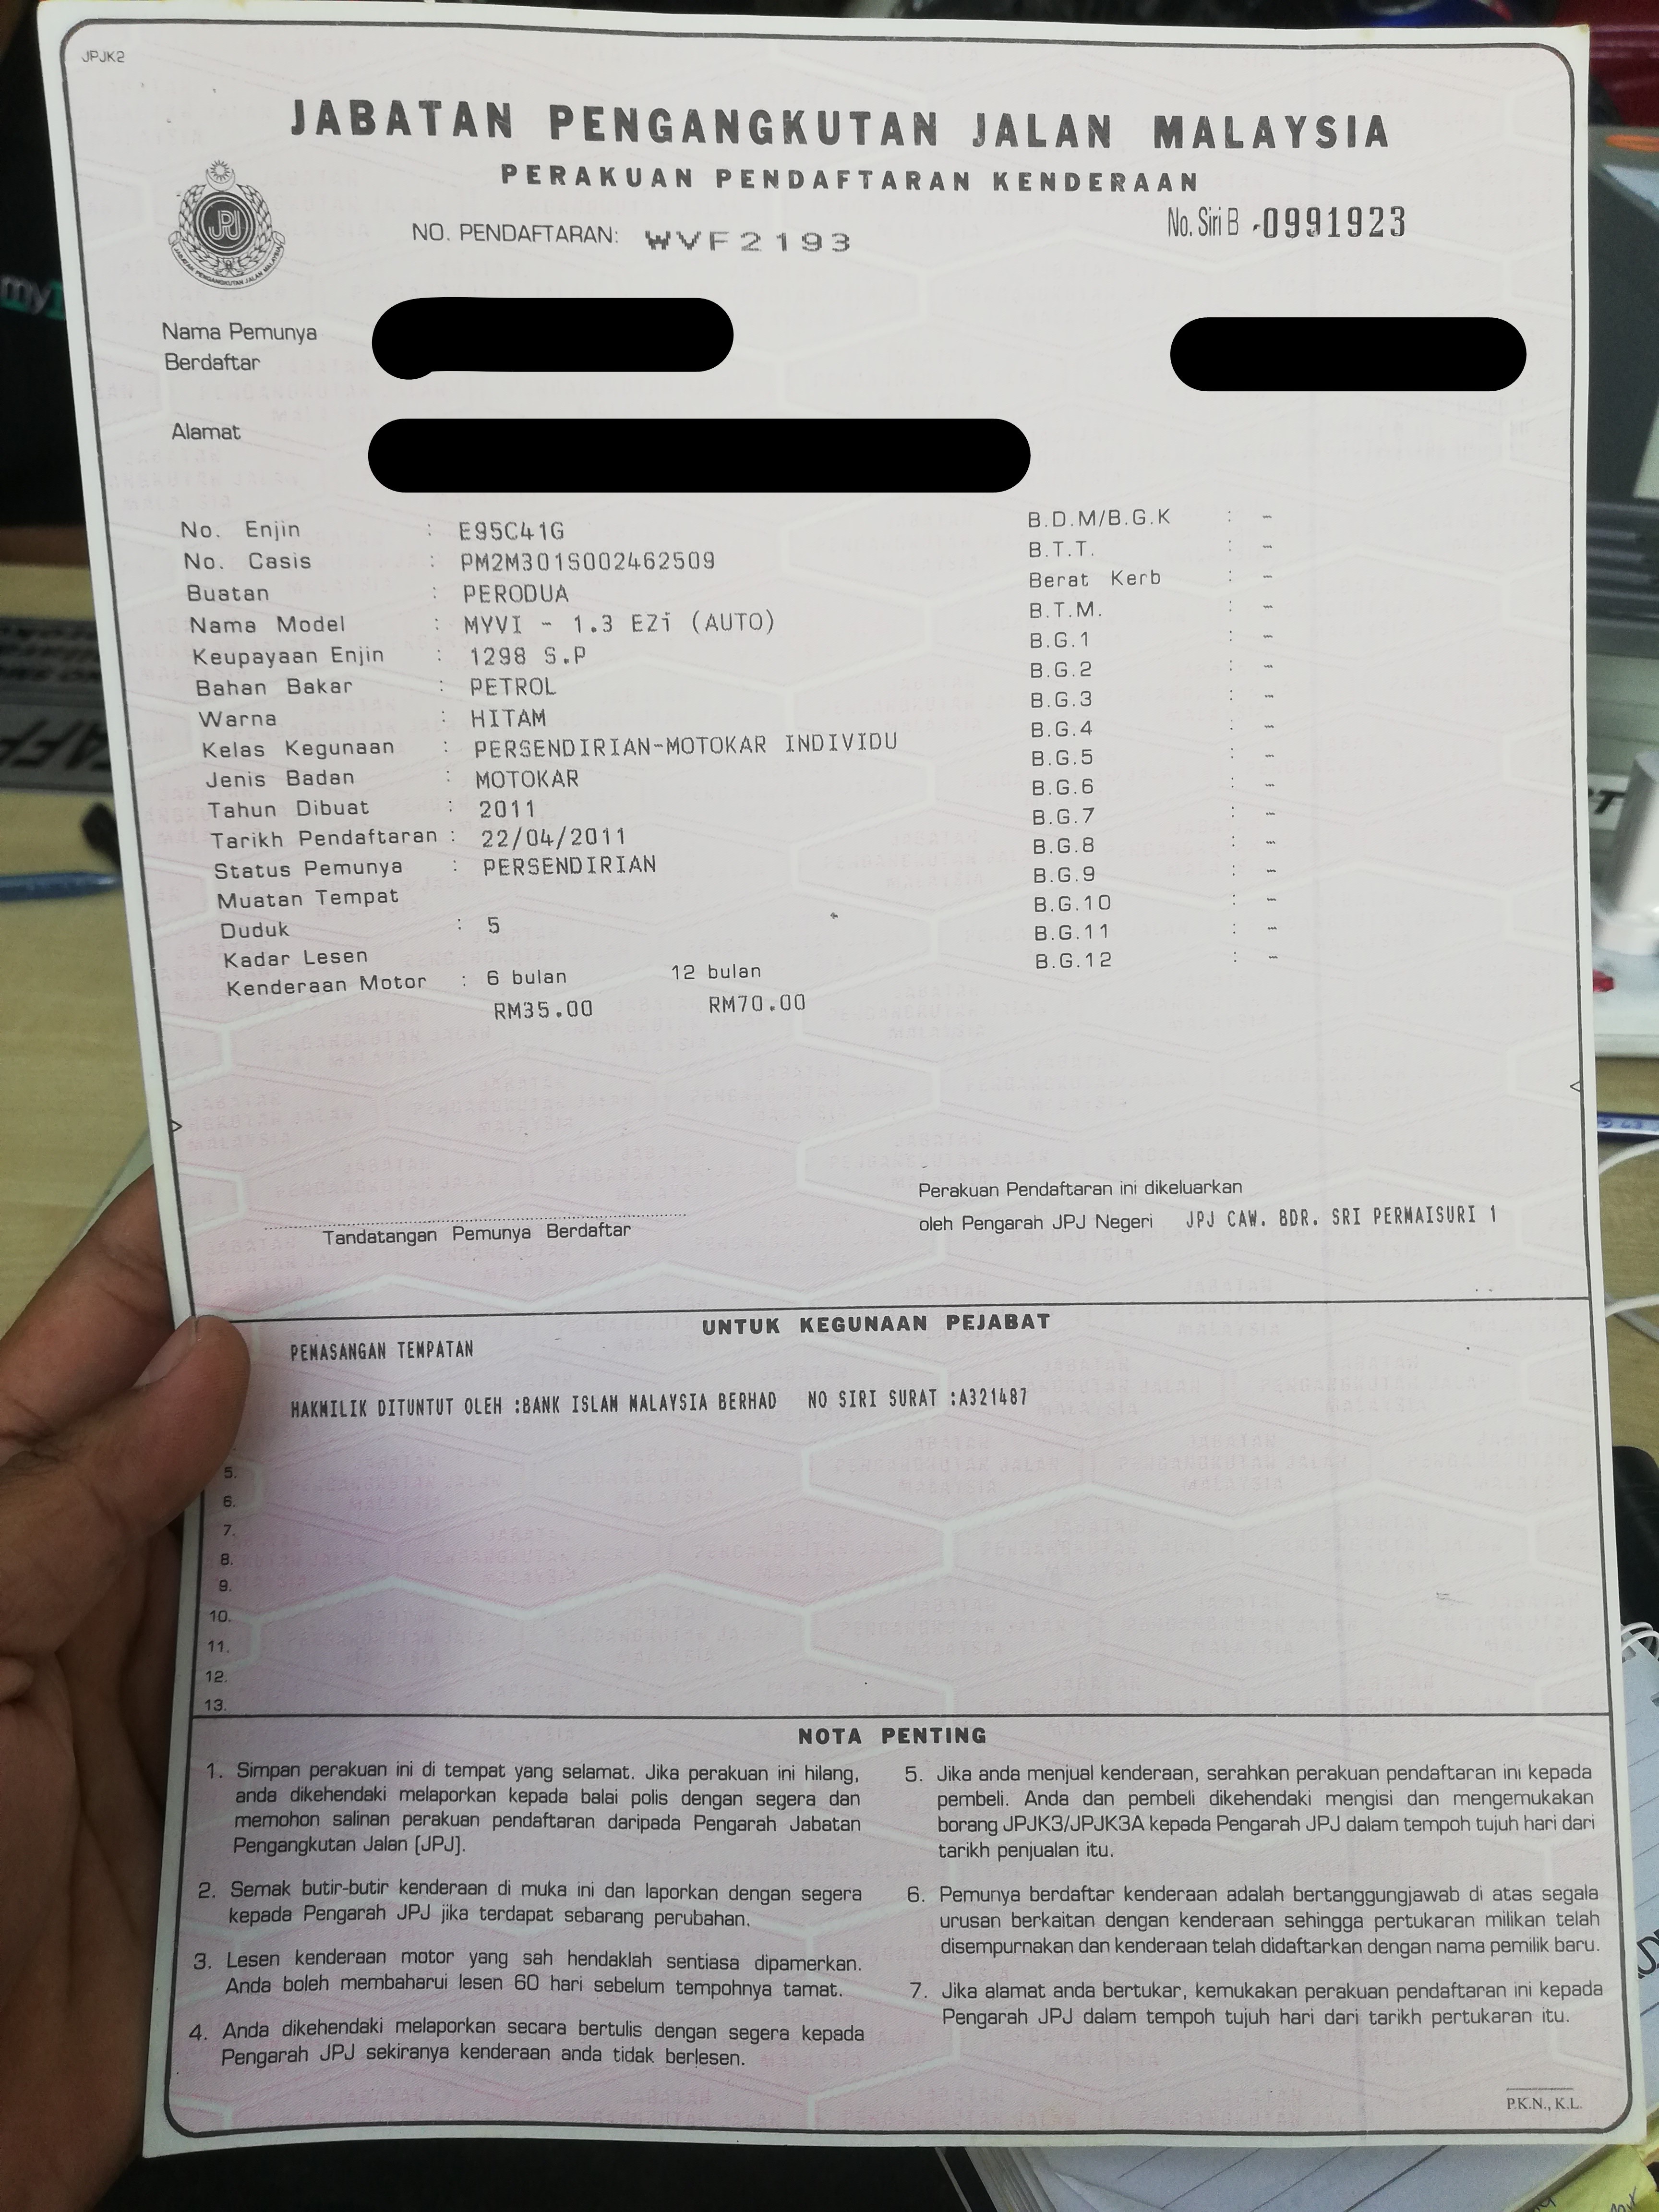 JPJK2
JABATAN PENGANGKUTAN JALAN MALAYSIA
PERAKUAN PENDAFTARAN KENDERAAN
JPJ
JABATAN PENGANGKUTAN JALAN MALAYSIA
NO. PENDAFTARAN: WVF2193
No. Siri B -0991923
Nama Pemunya
Berdaftar
Alamat
No. Enjin : E95C41G
No. Casis : PM2M301S002462509
Buatan : PERODUA
Nama Model : MYVI - 1.3 EZi (AUTO)
Keupayaan Enjin : 1298 S.P
Bahan Bakar : PETROL
Warna : HITAM
Kelas Kegunaan : PERSENDIRIAN-MOTOKAR INDIVIDU
Jenis Badan : MOTOKAR
Tahun Dibuat : 2011
Tarikh Pendaftaran : 22/04/2011
Status Pemunya : PERSENDIRIAN
Muatan Tempat
Duduk : 5
Kadar Lesen
Kenderaan Motor : 6 bulan 12 bulan
RM35.00 RM70.00
B.D.M/B.G.K : -
B.T.T. : -
Berat Kerb : -
B.T.M. : -
B.G.1 : -
B.G.2 : -
B.G.3 : -
B.G.4 : -
B.G.5 : -
B.G.6 : -
B.G.7 : -
B.G.8 : -
B.G.9 : -
B.G.10 : -
B.G.11 : -
B.G.12 : -
Tandatangan Pemunya Berdaftar
Perakuan Pendaftaran ini dikeluarkan
oleh Pengarah JPJ Negeri JPJ CAW. BDR. SRI PERMAISURI 1
UNTUK KEGUNAAN PEJABAT
PEMASANGAN TEMPATAN
HAKMILIK DITUNTUT OLEH :BANK ISLAM MALAYSIA BERHAD NO SIRI SURAT :A321487
5.
6.
7.
8.
9.
10.
11.
12.
13.
NOTA PENTING
1. Simpan perakuan ini di tempat yang selamat. Jika perakuan ini hilang,
anda dikehendaki melaporkan kepada balai polis dengan segera dan
memohon salinan perakuan pendaftaran daripada Pengarah Jabatan
Pengangkutan Jalan (JPJ).
2. Semak butir-butir kenderaan di muka ini dan laporkan dengan segera
kepada Pengarah JPJ jika terdapat sebarang perubahan.
3. Lesen kenderaan motor yang sah hendaklah sentiasa dipamerkan.
Anda boleh membaharui lesen 60 hari sebelum tempohnya tamat.
4. Anda dikehendaki melaporkan secara bertulis dengan segera kepada
Pengarah JPJ sekiranya kenderaan anda tidak berlesen.
5. Jika anda menjual kenderaan, serahkan perakuan pendaftaran ini kepada
pembeli. Anda dan pembeli dikehendaki mengisi dan mengemukakan
borang JPJK3/JPJK3A kepada Pengarah JPJ dalam tempoh tujuh hari dari
tarikh penjualan itu.
6. Pemunya berdaftar kenderaan adalah bertanggungjawab di atas segala
urusan berkaitan dengan kenderaan sehingga pertukaran milikan telah
disempurnakan dan kenderaan telah didaftarkan dengan nama pemilik baru.
7. Jika alamat anda bertukar, kemukakan perakuan pendaftaran ini kepada
Pengarah JPJ dalam tempoh tujuh hari dari tarikh pertukaran itu.
P.K.N., K.L.